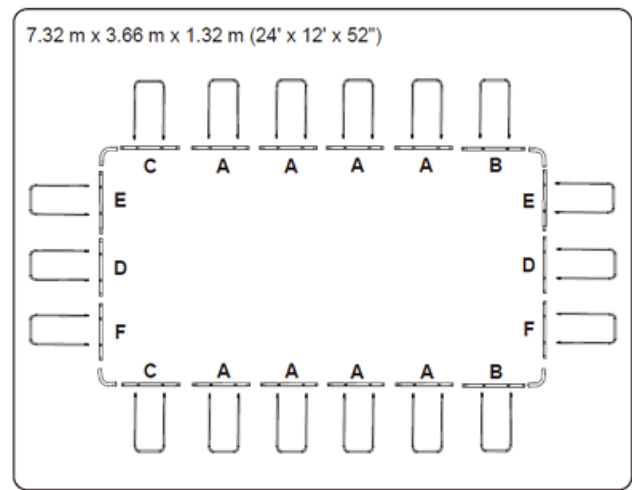 7.32 m x 3.66 m x 1.32 m (24' x 12' x 52")
C A A A A B
E E
D D
F F
C A A A A B